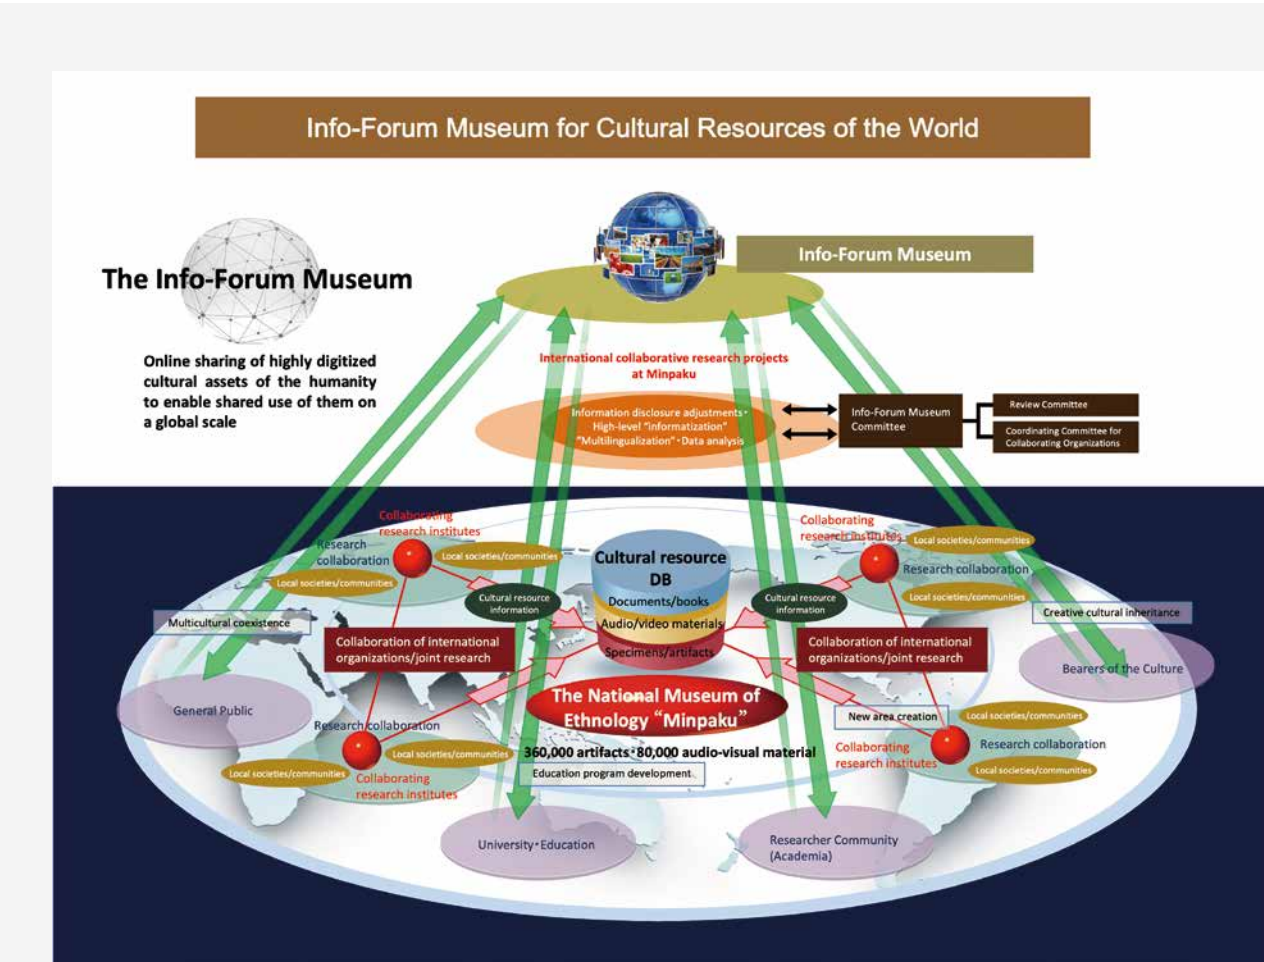 Info-Forum Museum for Cultural Resources of the World
Info-Forum Museum
The Info-Forum Museum
Online sharing of highly digitized
cultural assets of the humanity
to enable shared use of them on
a global scale
International collaborative research projects
at Minpaku
Information disclosure adjustments・
High-level "informatization"
"Multilingualization"・Data analysis
Info-Forum Museum
Committee
Review Committee
Coordinating Committee for
Collaborating Organizations
Collaborating
research institutes
Research
collaboration
Local societies/communities
Local societies/communities
Cultural resource
information
Multicultural coexistence
Collaboration of international
organizations/joint research
General Public
Research collaboration
Local societies/communities
Local societies/communities
Collaborating
research institutes
Cultural resource
DB
Documents/books
Audio/video materials
Specimens/artifacts
The National Museum of
Ethnology “Minpaku”
360,000 artifacts・80,000 audio-visual material
Education program development
University・Education
Collaborating
research institutes
Local societies/communities
Research collaboration
Local societies/communities
Cultural resource
information
Creative cultural inheritance
Collaboration of international
organizations/joint research
Bearers of the Culture
New area creation
Local societies/communities
Collaborating
research institutes
Research collaboration
Local societies/communities
Researcher Community
(Academia)